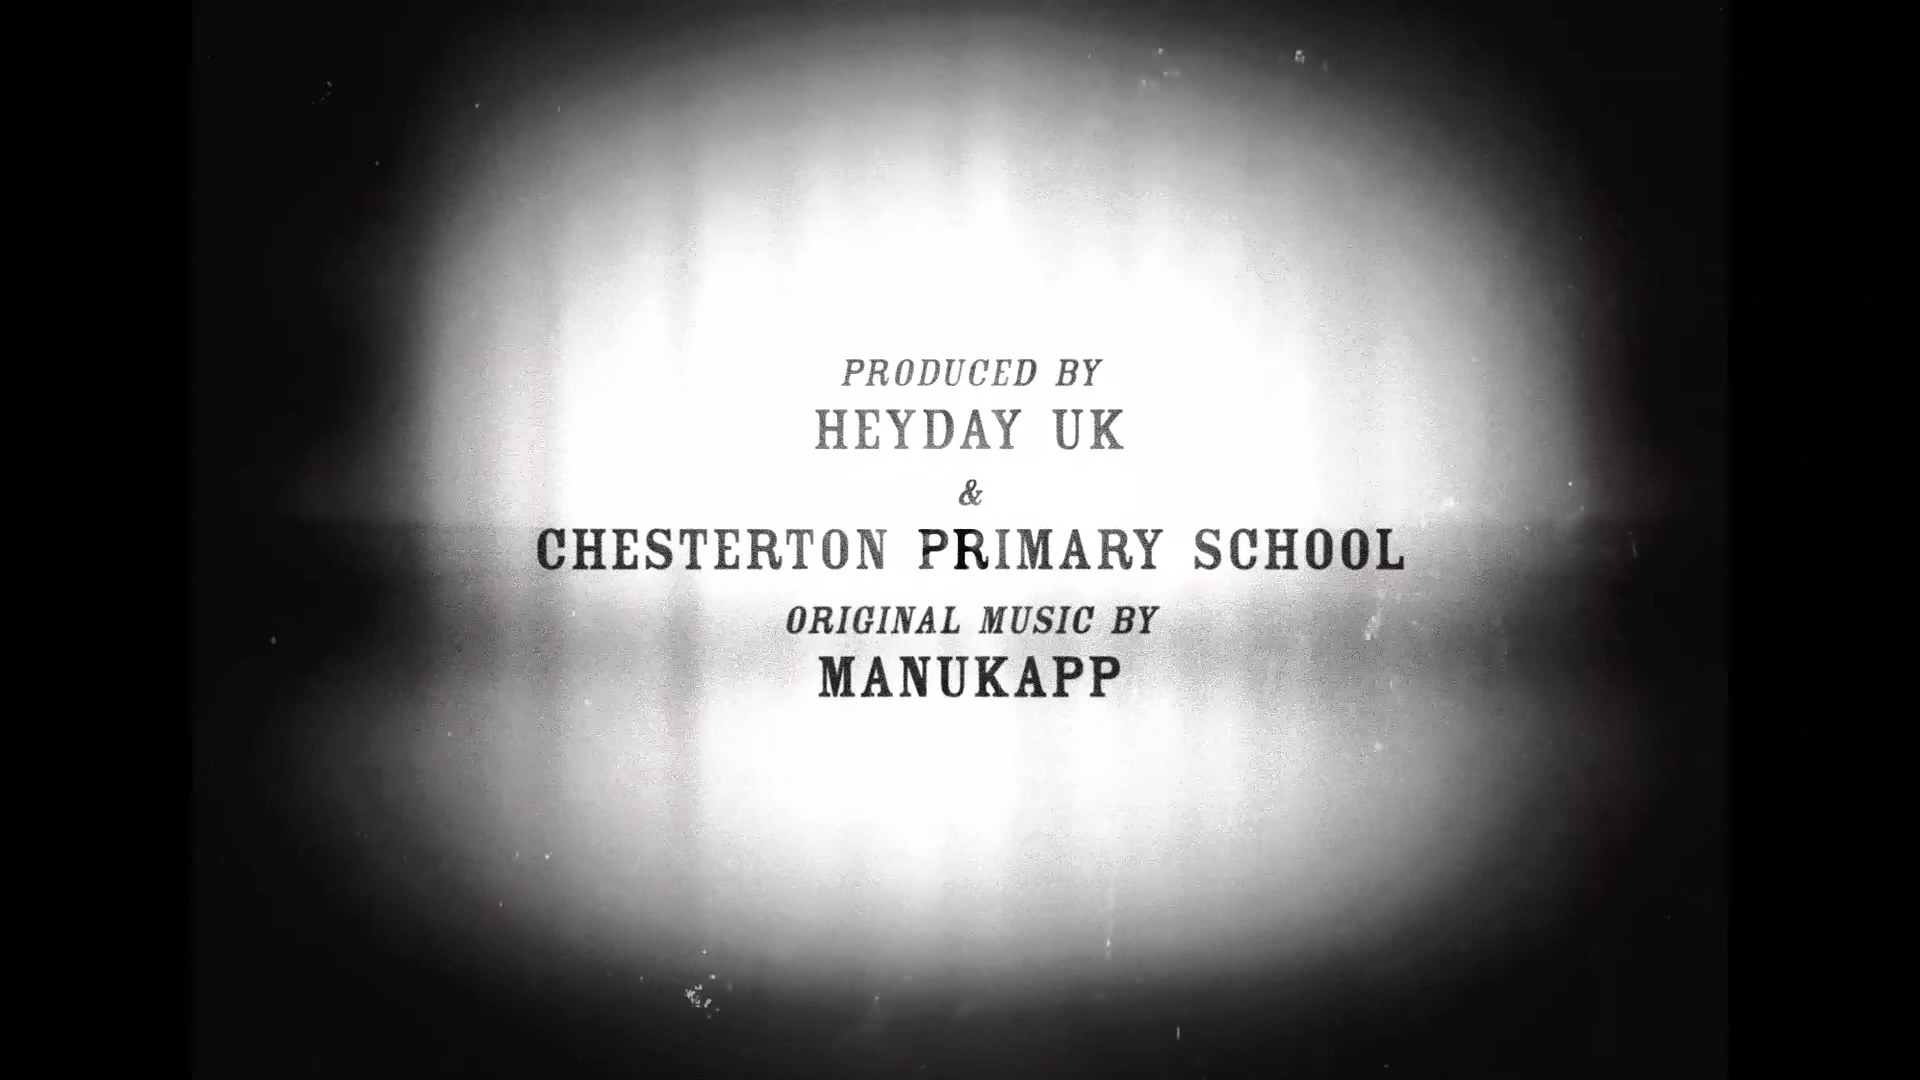 PRODUCED BY
HEYDAY UK
&
CHESTERTON PRIMARY SCHOOL
ORIGINAL MUSIC BY
MANUKAPP